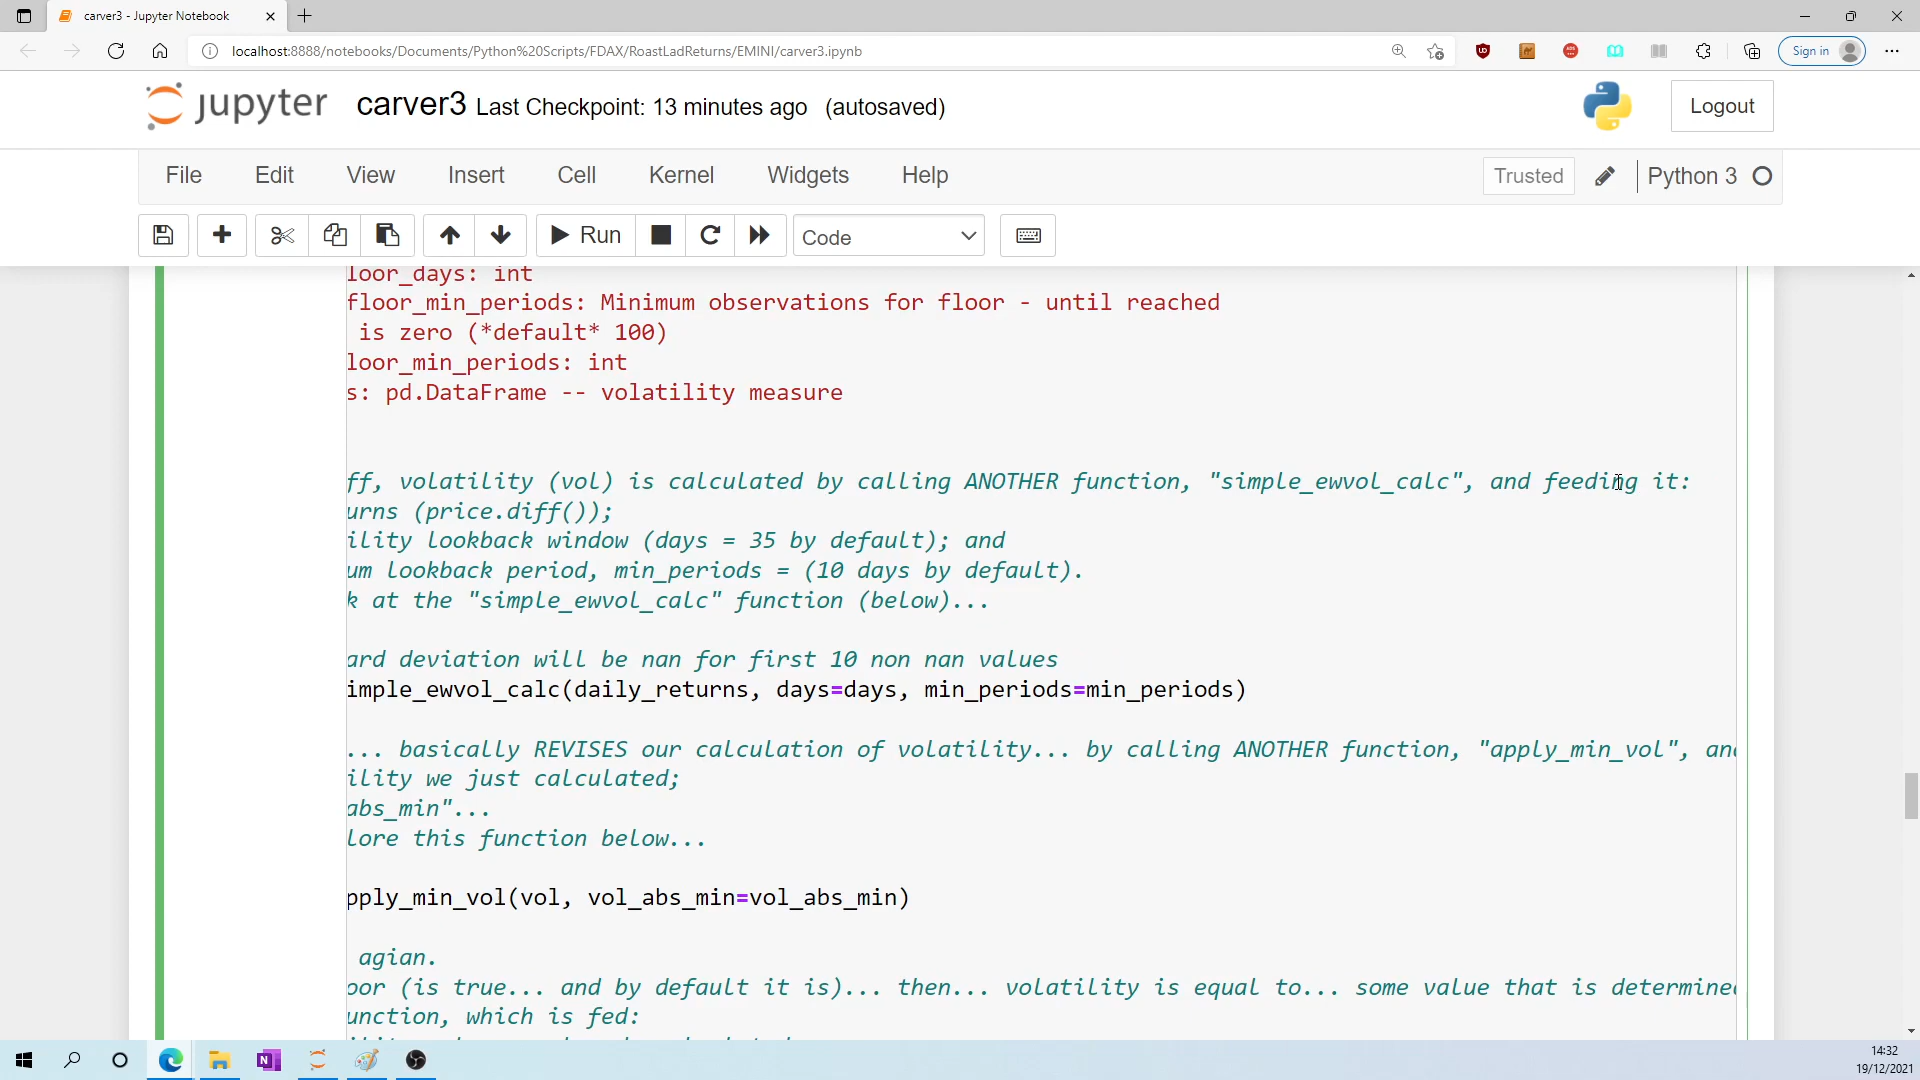 carver3 - Jupyter Notebook
localhost:8888/notebooks/Documents/Python%20Scripts/FDAX/RoastLadReturns/EMINI/carver3.ipynb
Sign in
jupyter carver3 Last Checkpoint: 13 minutes ago (autosaved)
Logout
File Edit View Insert Cell Kernel Widgets Help
Trusted Python 3
Run Code
loor_days: int
floor_min_periods: Minimum observations for floor - until reached
is zero (*default* 100)
loor_min_periods: int
s: pd.DataFrame -- volatility measure
ff, volatility (vol) is calculated by calling ANOTHER function, "simple_ewvol_calc", and feeding it:
urns (price.diff());
ility lookback window (days = 35 by default); and
um lookback period, min_periods = (10 days by default).
k at the "simple_ewvol_calc" function (below)...
ard deviation will be nan for first 10 non nan values
imple_ewvol_calc(daily_returns, days=days, min_periods=min_periods)
... basically REVISES our calculation of volatility... by calling ANOTHER function, "apply_min_vol", and
ility we just calculated;
abs_min"...
lore this function below...
pply_min_vol(vol, vol_abs_min=vol_abs_min)
agian.
oor (is true... and by default it is)... then... volatility is equal to... some value that is determined
unction, which is fed:
14:32
19/12/2021